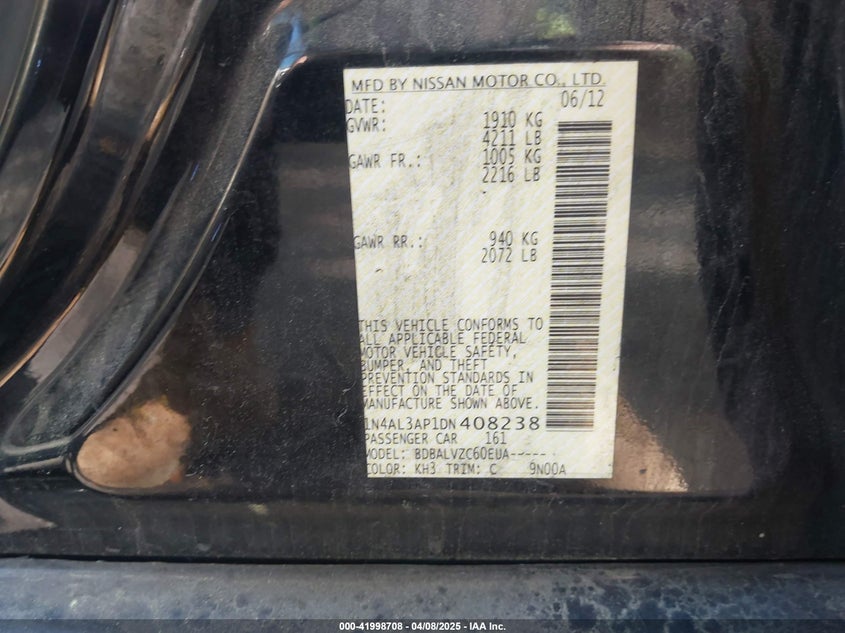 MFD BY NISSAN MOTOR CO., LTD.
DATE: 06/12
GVWR: 1910 KG
4211 LB
GAWR FR.: 1005 KG
2216 LB
GAWR RR.: 940 KG
2072 LB
THIS VEHICLE CONFORMS TO
ALL APPLICABLE FEDERAL
MOTOR VEHICLE SAFETY,
BUMPER, AND THEFT
PREVENTION STANDARDS IN
EFFECT ON THE DATE OF
MANUFACTURE SHOWN ABOVE.
1N4AL3AP1DN408238
PASSENGER CAR 161
MODEL: BDBALVZC60EUA-----
COLOR: KH3 TRIM: C 9N00A
000-41998708 - 04/08/2025 - IAA Inc.